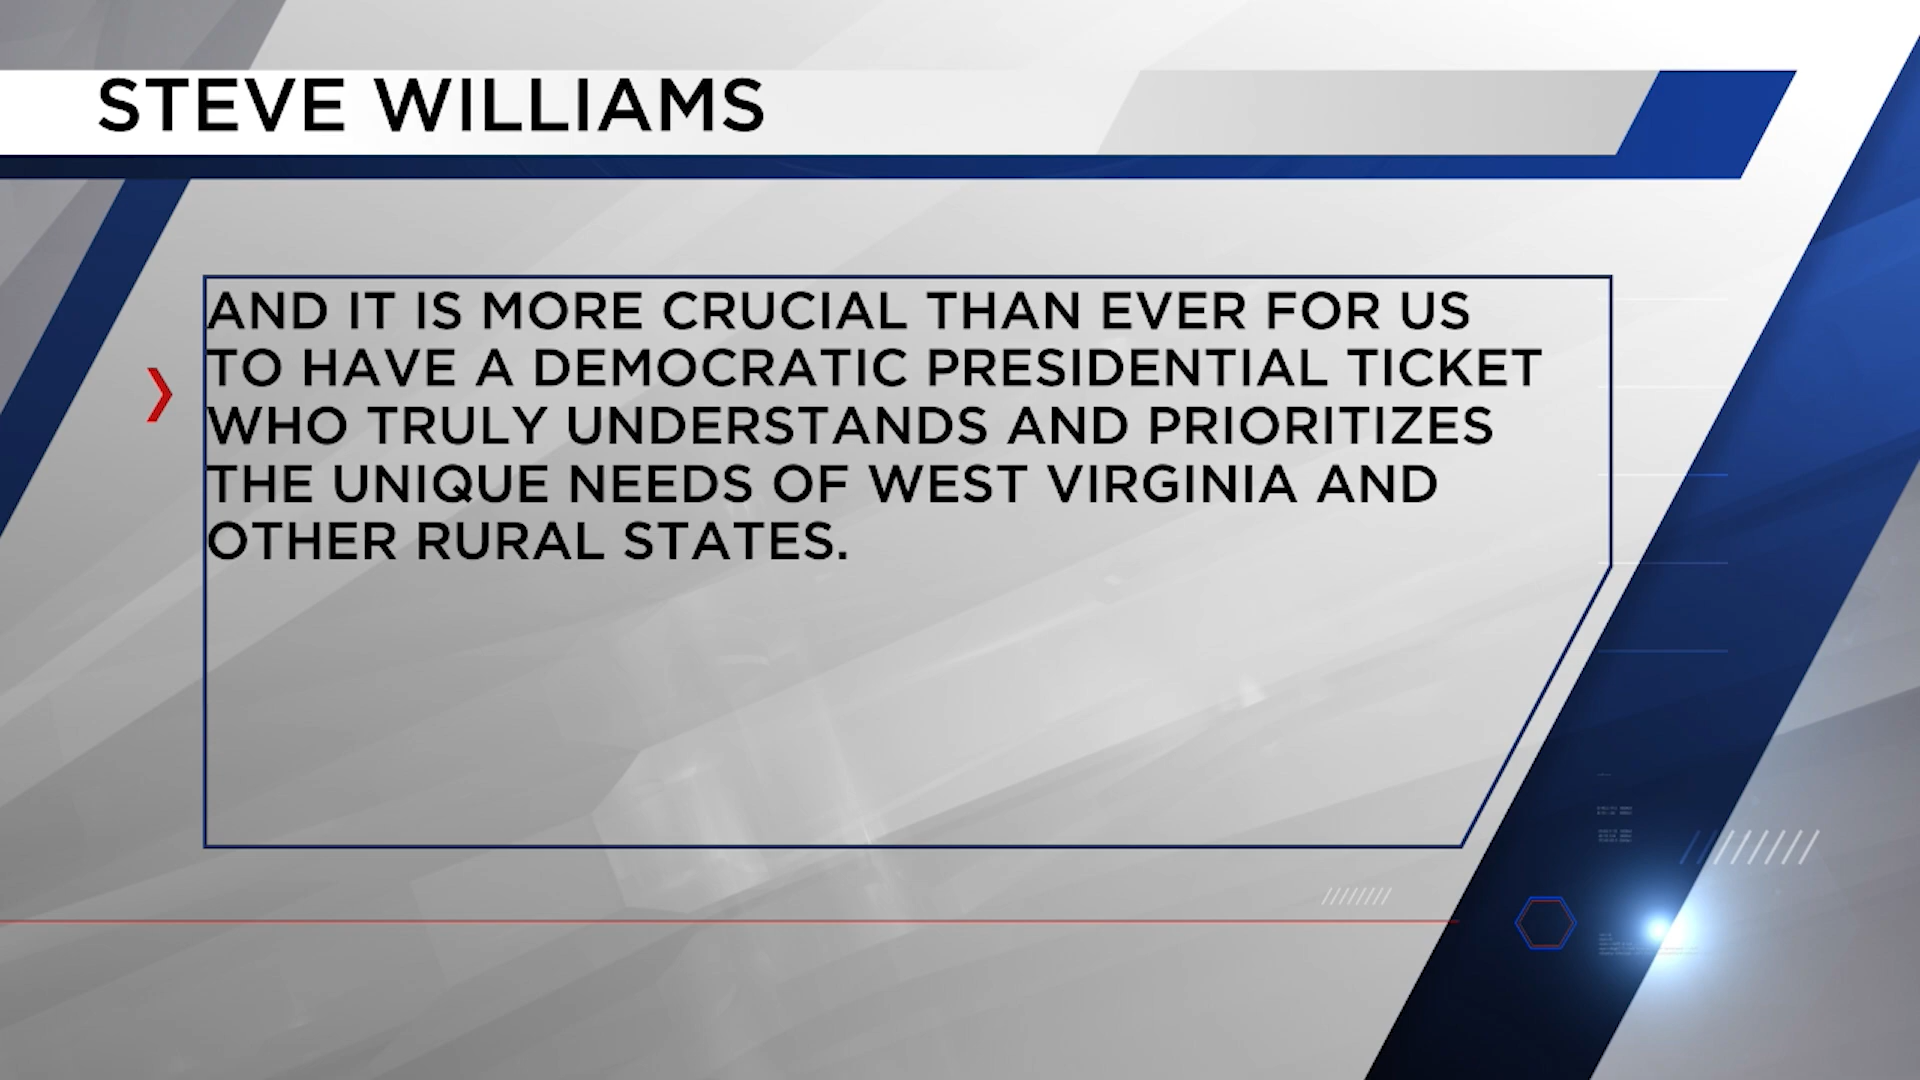 STEVE WILLIAMS
AND IT IS MORE CRUCIAL THAN EVER FOR US
TO HAVE A DEMOCRATIC PRESIDENTIAL TICKET
WHO TRULY UNDERSTANDS AND PRIORITIZES
THE UNIQUE NEEDS OF WEST VIRGINIA AND
OTHER RURAL STATES.